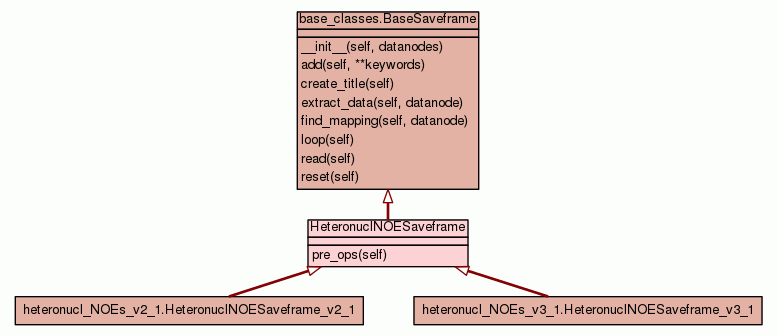 base_classes.BaseSaveframe
__init__(self, datanodes)
add(self, **keywords)
create_title(self)
extract_data(self, datanode)
find_mapping(self, datanode)
loop(self)
read(self)
reset(self)
HeteronuclNOESaveframe
pre_ops(self)
heteronucl_NOEs_v2_1.HeteronuclNOESaveframe_v2_1
heteronucl_NOEs_v3_1.HeteronuclNOESaveframe_v3_1